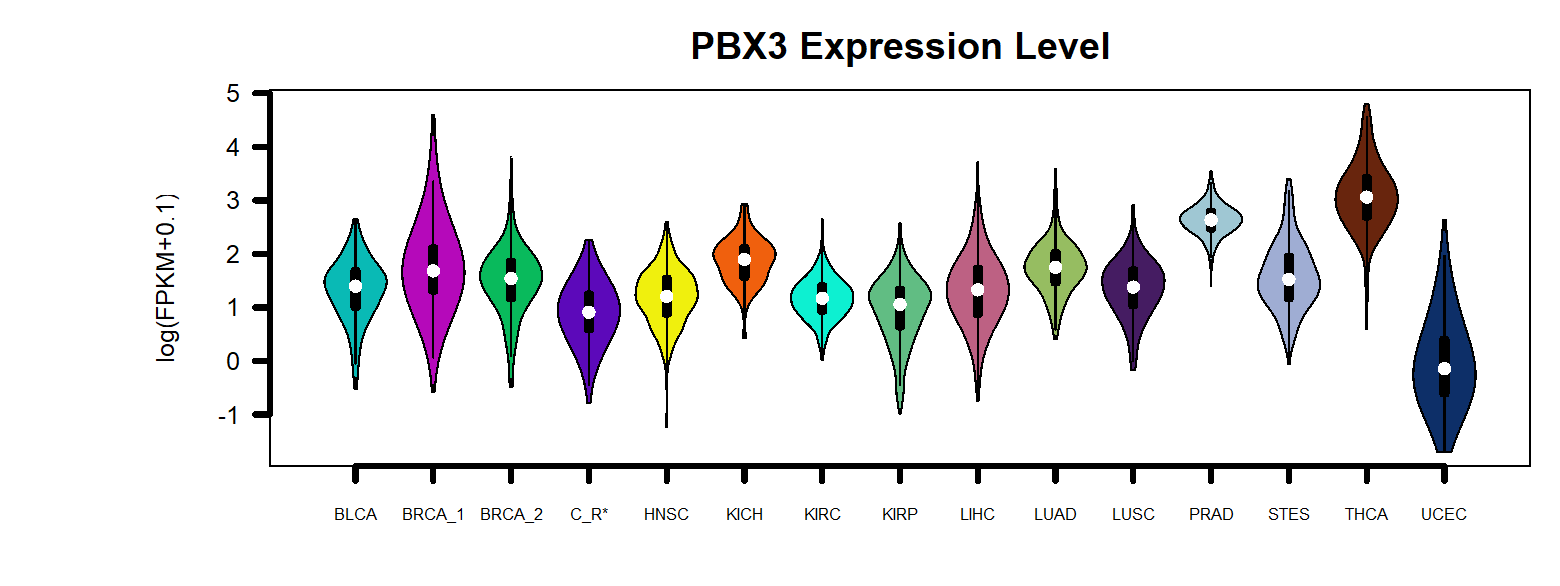 PBX3 Expression Level
log(FPKM+0.1)
5
4
3
2
1
0
-1
BLCA BRCA_1 BRCA_2 C_R* HNSC KICH KIRC KIRP LIHC LUAD LUSC PRAD STES THCA UCEC